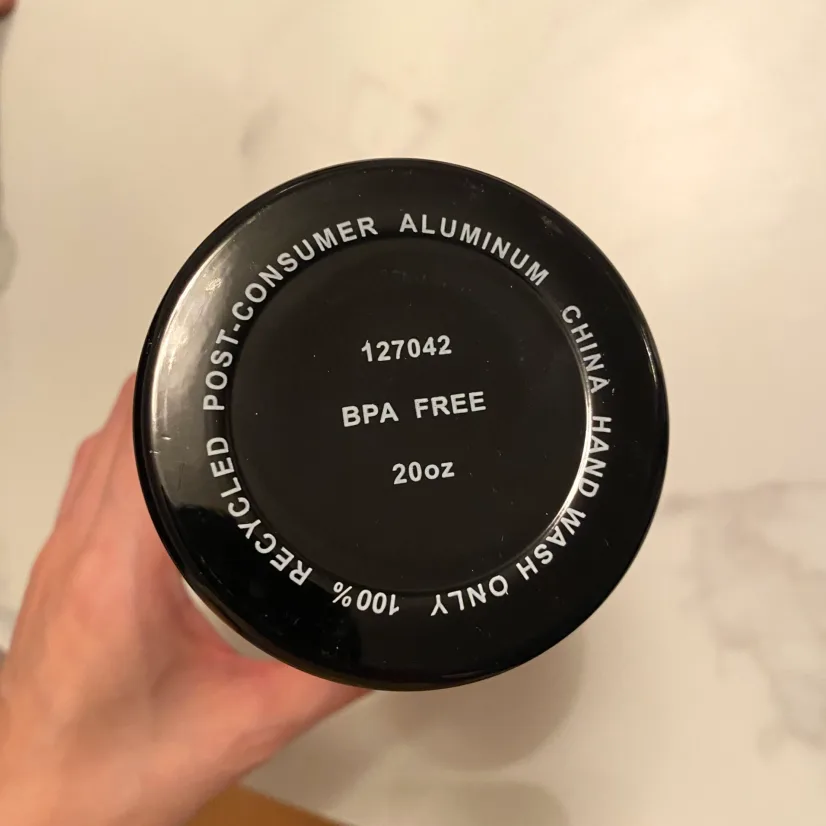 100% RECYCLED POST-CONSUMER ALUMINUM CHINA HAND WASH ONLY
127042
BPA FREE
20oz